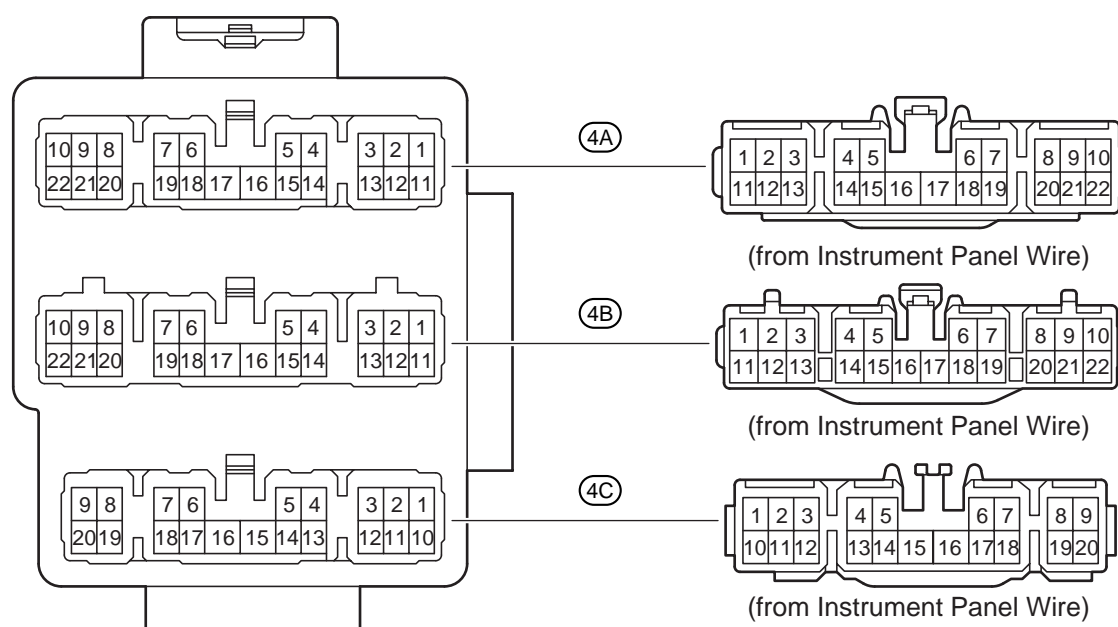 10 9 8 7 6 5 4 3 2 1
22 21 20 19 18 17 16 15 14 13 12 11
4A
1 2 3 4 5 6 7 8 9 10
11 12 13 14 15 16 17 18 19 20 21 22
(from Instrument Panel Wire)
10 9 8 7 6 5 4 3 2 1
22 21 20 19 18 17 16 15 14 13 12 11
4B
1 2 3 4 5 6 7 8 9 10
11 12 13 14 15 16 17 18 19 20 21 22
(from Instrument Panel Wire)
9 8 7 6 5 4 3 2 1
20 19 18 17 16 15 14 13 12 11 10
4C
1 2 3 4 5 6 7 8 9
10 11 12 13 14 15 16 17 18 19 20
(from Instrument Panel Wire)